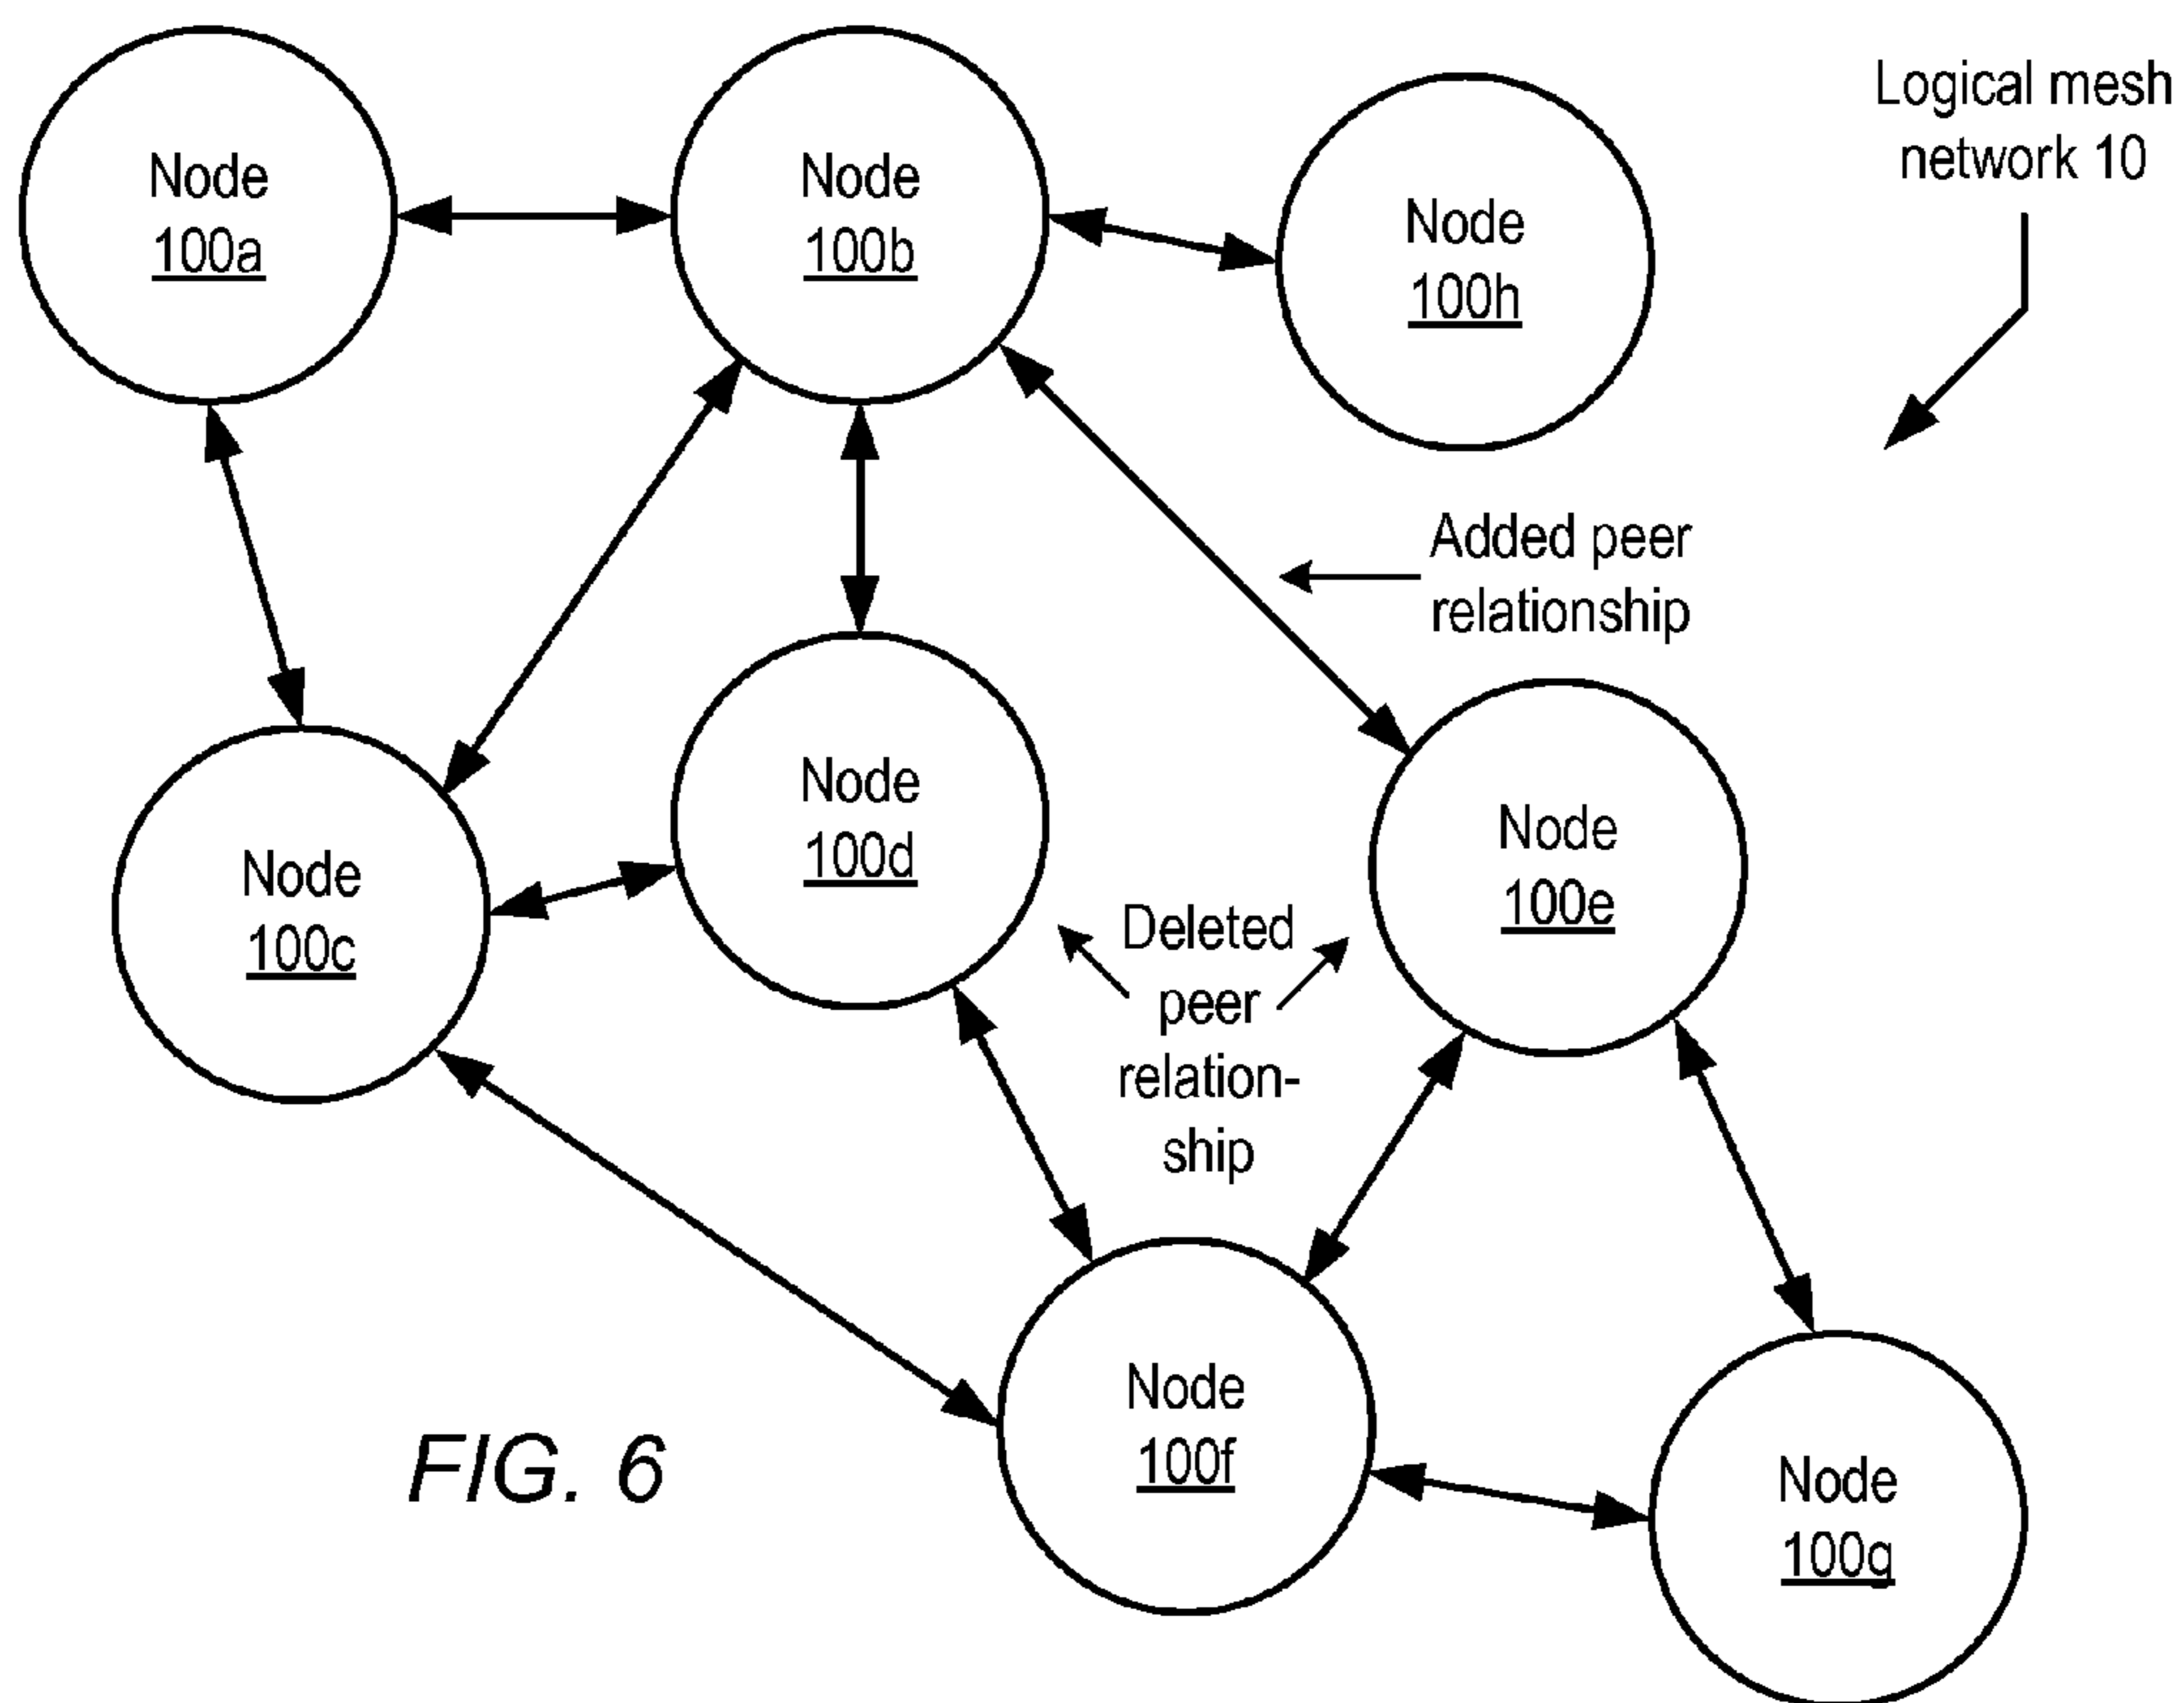 Node
100a
Node
100b
Node
100h
Logical mesh
network 10
Added peer
relationship
Node
100c
Node
100d
Node
100e
Deleted
peer
relation-
ship
Node
100f
Node
100g
FIG. 6